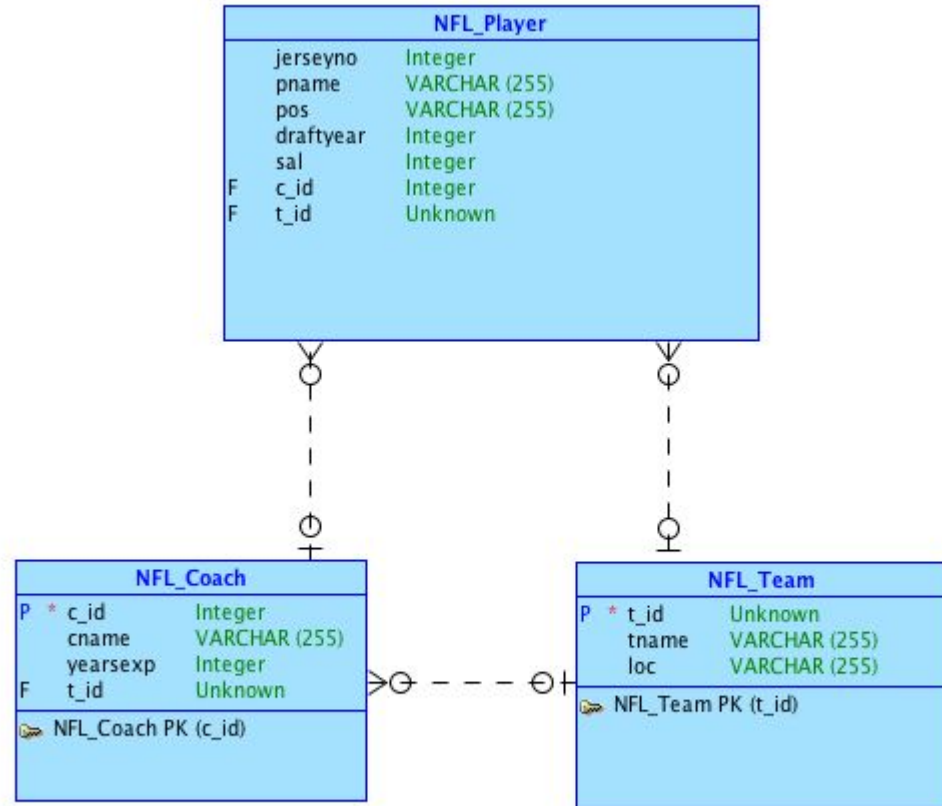 NFL_Player
jerseyno Integer
pname VARCHAR (255)
pos VARCHAR (255)
draftyear Integer
sal Integer
F c_id Integer
F t_id Unknown
NFL_Coach
P * c_id Integer
cname VARCHAR (255)
yearsexp Integer
F t_id Unknown
NFL_Coach PK (c_id)
NFL_Team
P * t_id Unknown
tname VARCHAR (255)
loc VARCHAR (255)
NFL_Team PK (t_id)